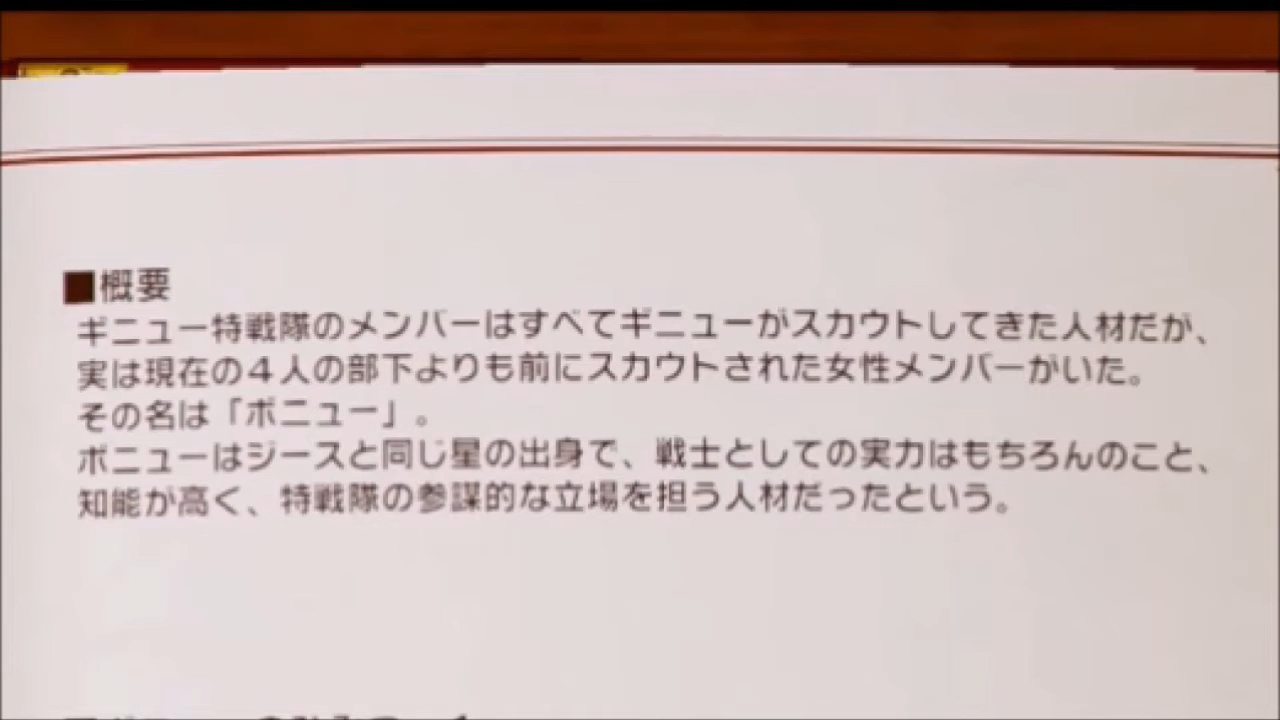 ■概要
ギニュー特戦隊のメンバーはすべてギニューがスカウトしてきた人材だが、
実は現在の４人の部下よりも前にスカウトされた女性メンバーがいた。
その名は「ボニュー」。
ボニューはジースと同じ星の出身で、戦士としての実力はもちろんのこと、
知能が高く、特戦隊の参謀的な立場を担う人材だったという。